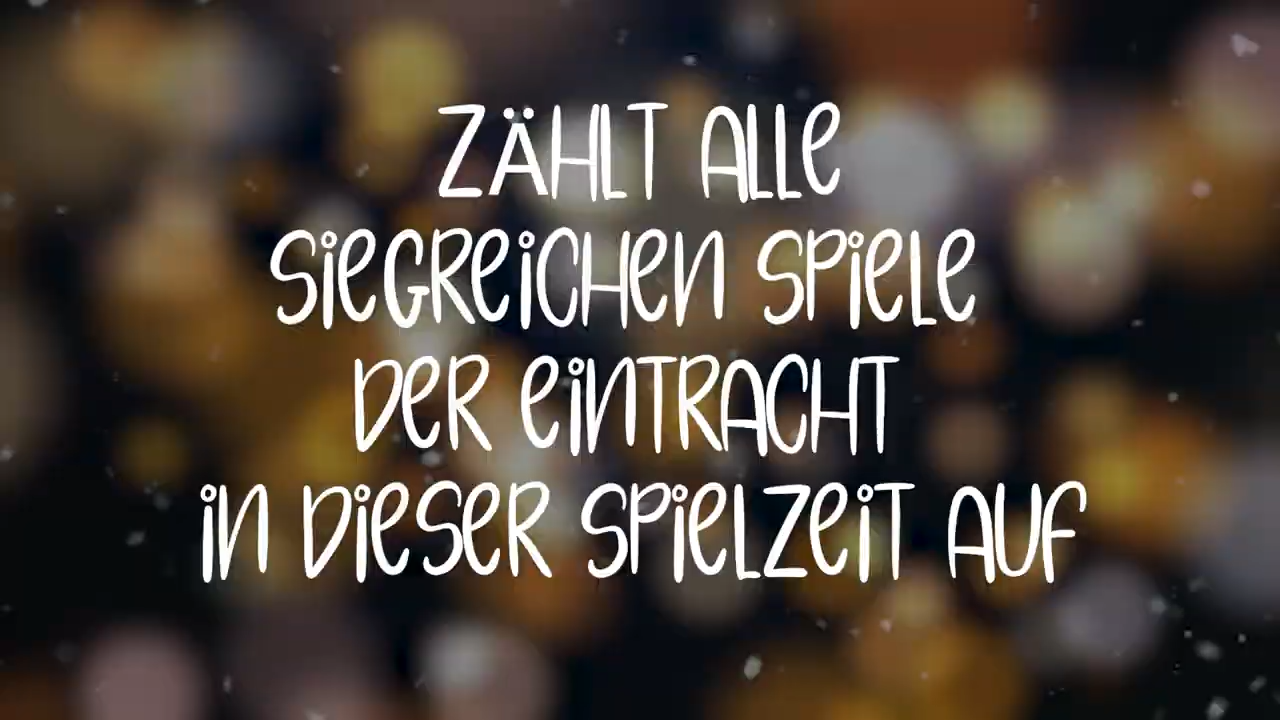 ZÄHLT ALLE
SIEGREICHEN SPIELE
DER EINTRACHT
IN DIESER SPIELZEIT AUF